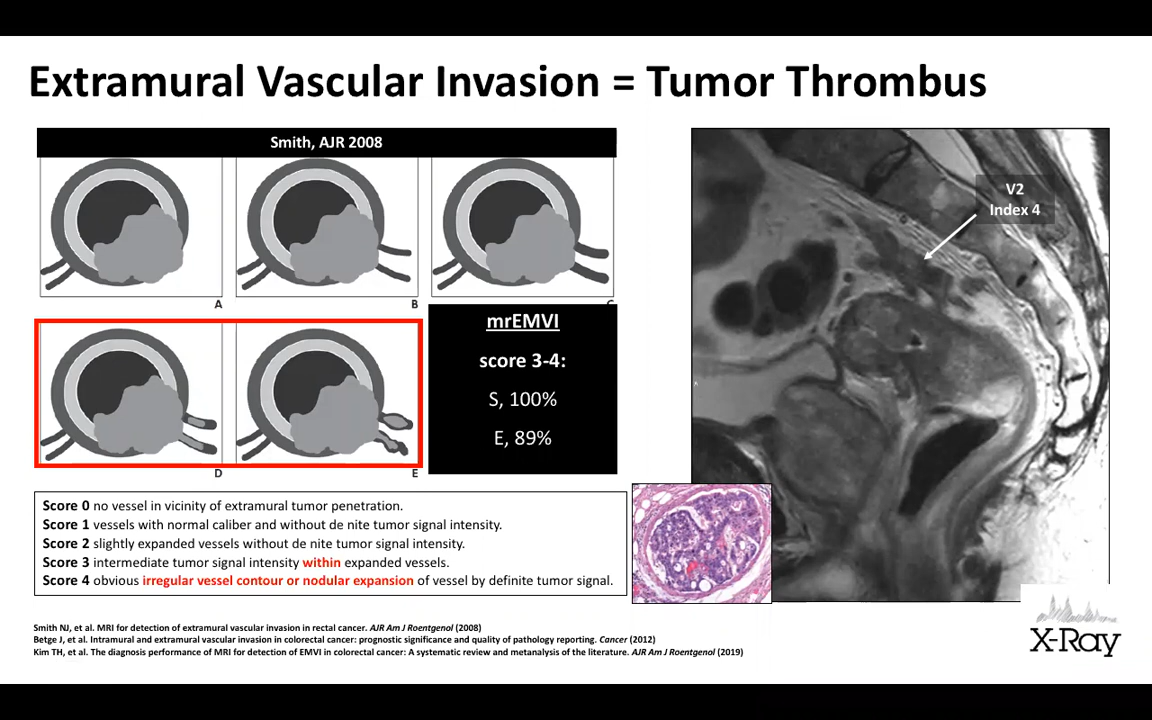 Extramural Vascular Invasion = Tumor Thrombus
Smith, AJR 2008
A
B
C
D
E
mrEMVI
score 3-4:
S, 100%
E, 89%
V2
Index 4
Score 0 no vessel in vicinity of extramural tumor penetration.
Score 1 vessels with normal caliber and without de nite tumor signal intensity.
Score 2 slightly expanded vessels without de nite tumor signal intensity.
Score 3 intermediate tumor signal intensity within expanded vessels.
Score 4 obvious irregular vessel contour or nodular expansion of vessel by definite tumor signal.
Smith NJ, et al. MRI for detection of extramural vascular invasion in rectal cancer. AJR Am J Roentgenol (2008)
Betge J, et al. Intramural and extramural vascular invasion in colorectal cancer: prognostic significance and quality of pathology reporting. Cancer (2012)
Kim TH, et al. The diagnosis performance of MRI for detection of EMVI in colorectal cancer: A systematic review and metanalysis of the literature. AJR Am J Roentgenol (2019)
X-Ray